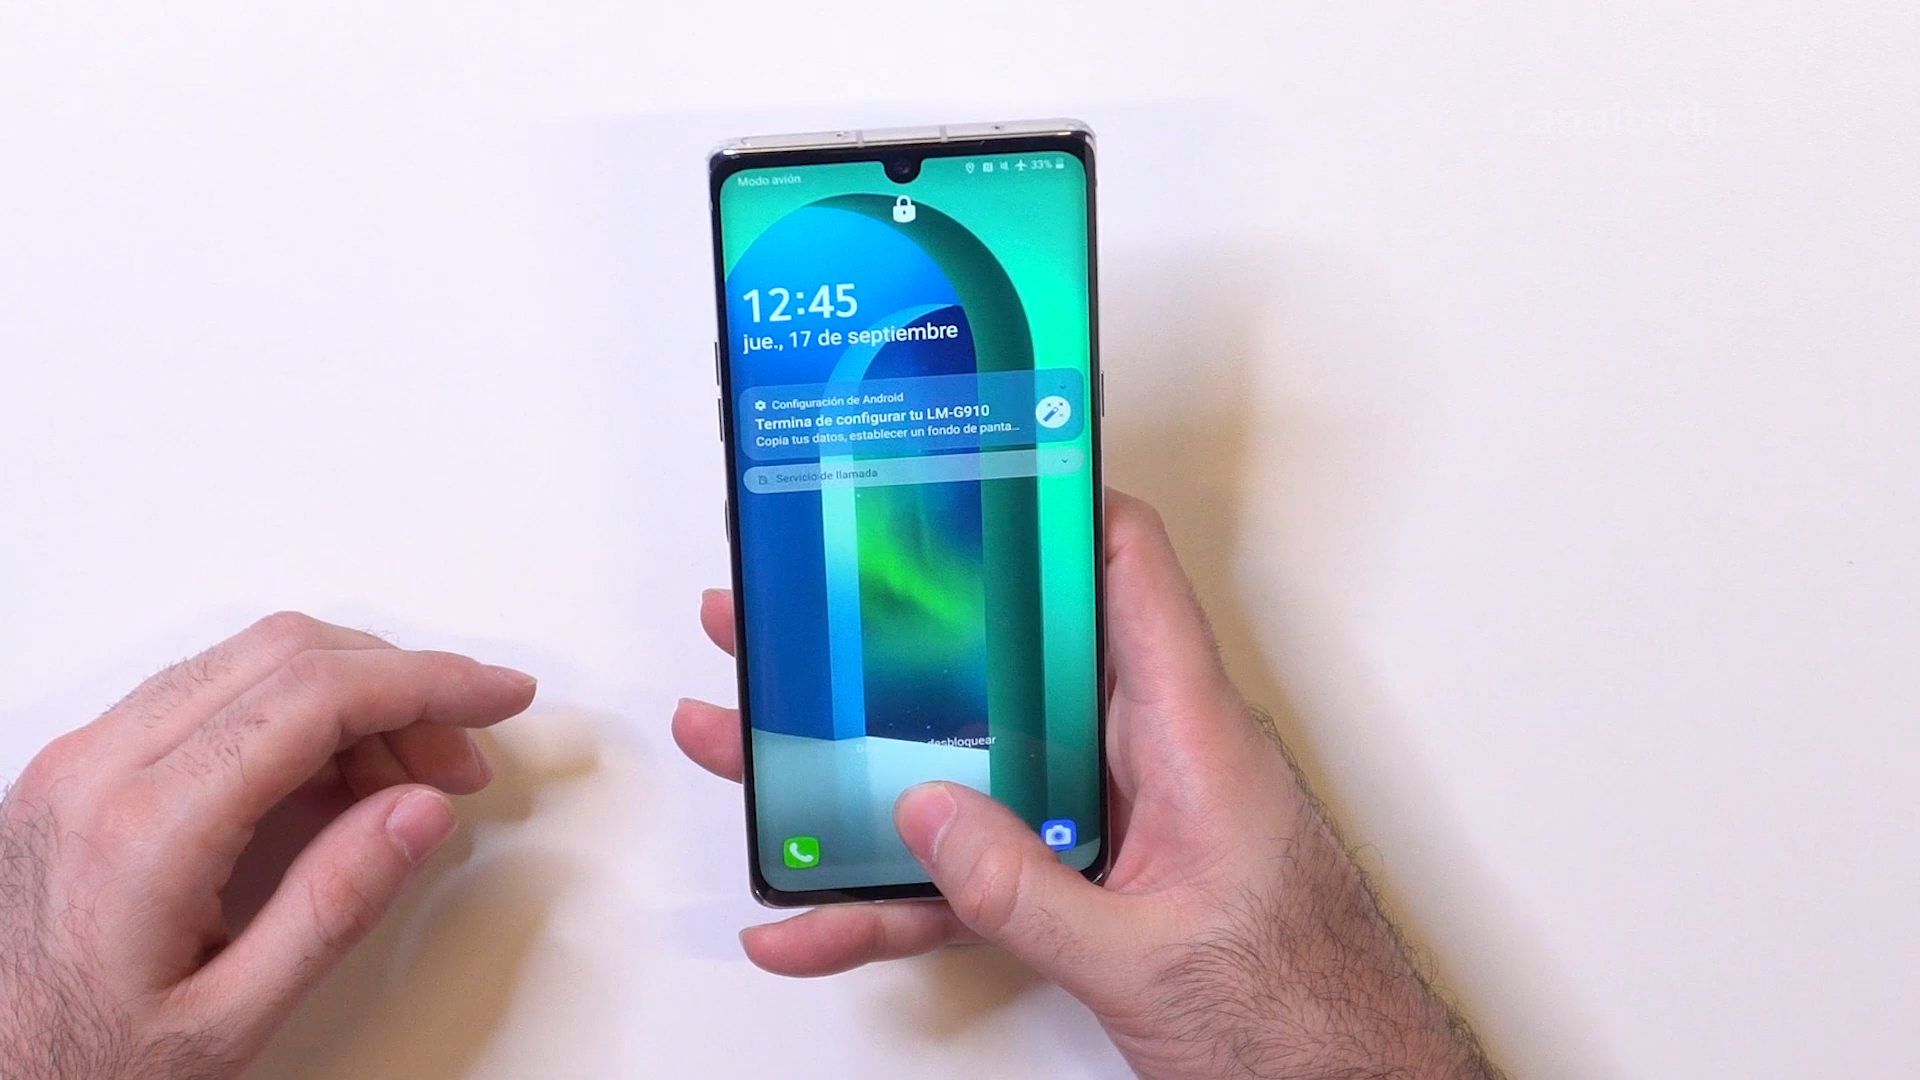 anditech
Modo avión
33%
12:45
jue., 17 de septiembre
Configuración de Android
Termina de configurar tu LM-G910
Copia tus datos, establecer un fondo de panta...
Servicio de llamada
desbloquear